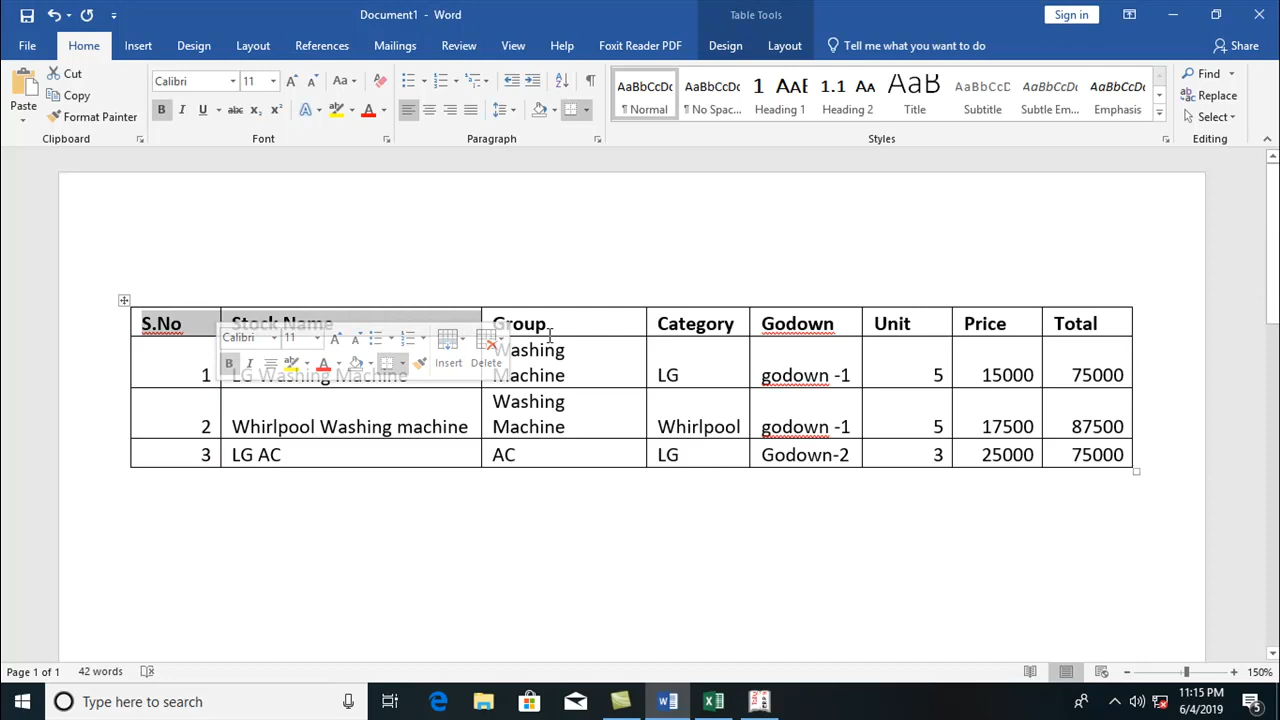 Document1 - Word
Table Tools
Sign in
File Home Insert Design Layout References Mailings Review View Help Foxit Reader PDF Design Layout Tell me what you want to do Share
Paste
Cut
Copy
Format Painter
Clipboard
Calibri 11
Font
Paragraph
AaBbCcDc AaBbCcDc 1 AAE 1.1 AA AaB AaBbCcD AaBbCcDc AaBbCcDc
¶ Normal ¶ No Spac... Heading 1 Heading 2 Title Subtitle Subtle Em... Emphasis
Styles
Find
Replace
Select
Editing
S.No Stock Name Group Category Godown Unit Price Total
Calibri 11
Insert Delete
1 LG Washing Machine Washing Machine LG godown -1 5 15000 75000
2 Whirlpool Washing machine Washing Machine Whirlpool godown -1 5 17500 87500
3 LG AC AC LG Godown-2 3 25000 75000
Page 1 of 1 42 words 150%
Type here to search
11:15 PM
6/4/2019
5